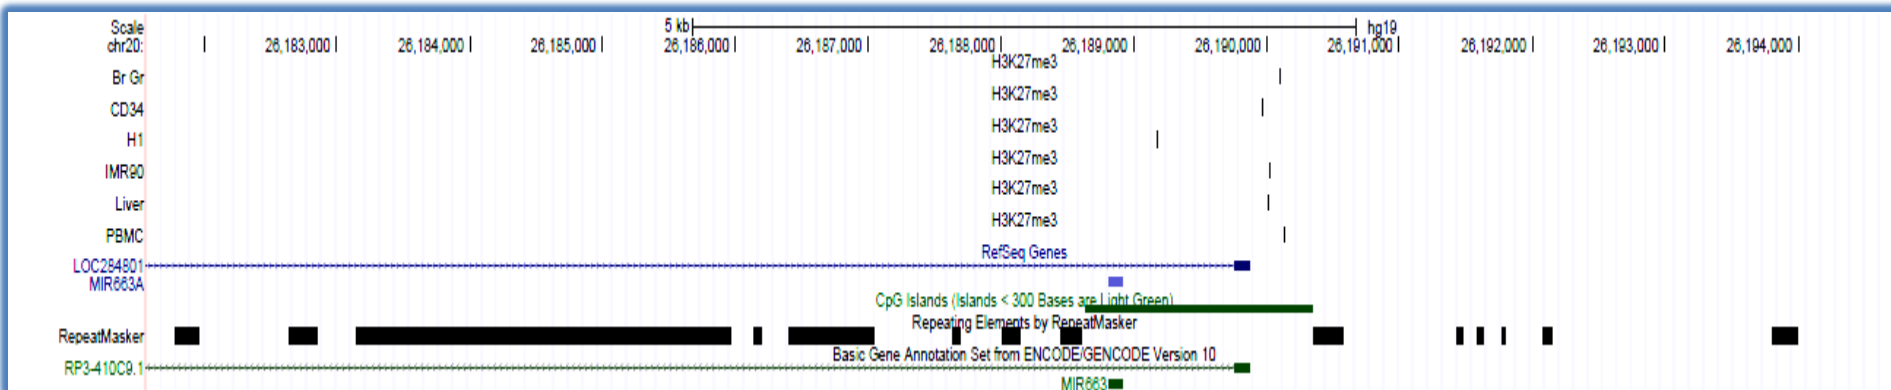 Scale 5 kb hg19
chr20: 26,183,000 26,184,000 26,185,000 26,186,000 26,187,000 26,188,000 26,189,000 26,190,000 26,191,000 26,192,000 26,193,000 26,194,000
H3K27me3
Br Gr
H3K27me3
CD34
H3K27me3
H1
H3K27me3
IMR90
H3K27me3
Liver
H3K27me3
PBMC
RefSeq Genes
LOC284801
MIR663A
CpG Islands (Islands < 300 Bases are Light Green)
Repeating Elements by RepeatMasker
RepeatMasker
Basic Gene Annotation Set from ENCODE/GENCODE Version 10
RP3-410C9.1
MIR663